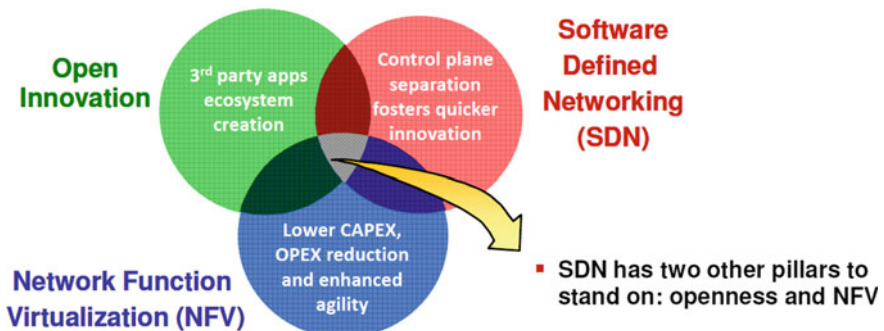 Open
Innovation
3rd party apps
ecosystem
creation
Control plane
separation
fosters quicker
innovation
Software
Defined
Networking
(SDN)
Lower CAPEX,
OPEX reduction
and enhanced
agility
Network Function
Virtualization (NFV)
▪ SDN has two other pillars to
stand on: openness and NFV